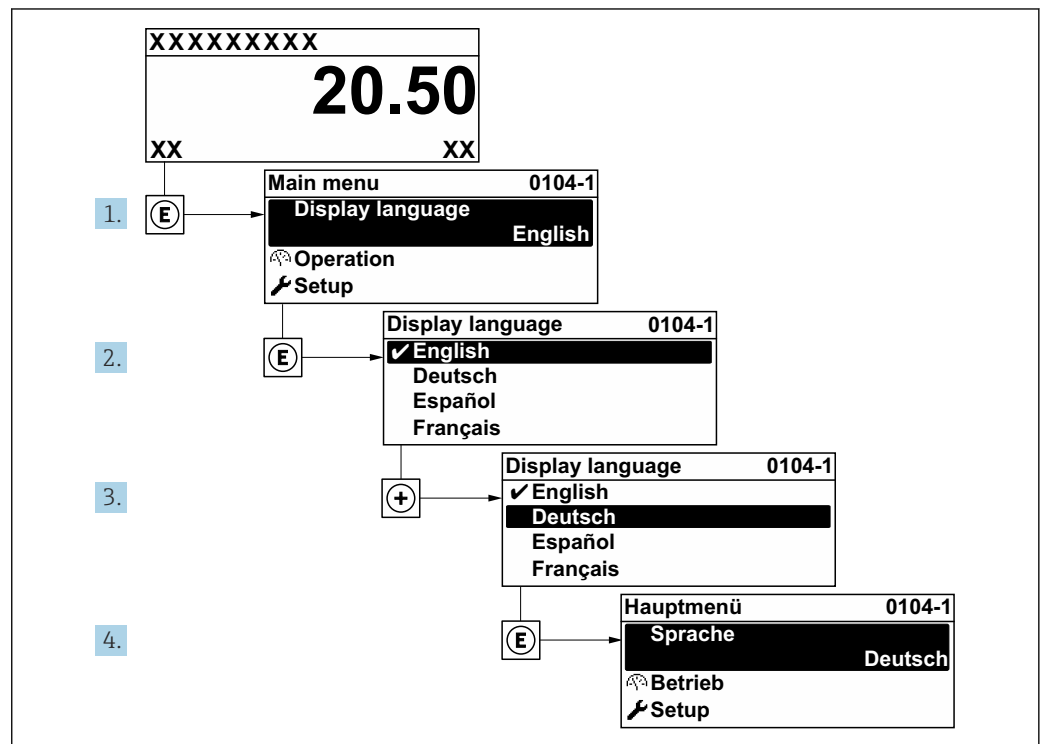 XXXXXXXXX
20.50
XX XX
1.
E
Main menu 0104-1
Display language
English
Operation
Setup
2.
E
Display language 0104-1
✔ English
Deutsch
Español
Français
3.
+
Display language 0104-1
✔ English
Deutsch
Español
Français
4.
E
Hauptmenü 0104-1
Sprache
Deutsch
Betrieb
Setup